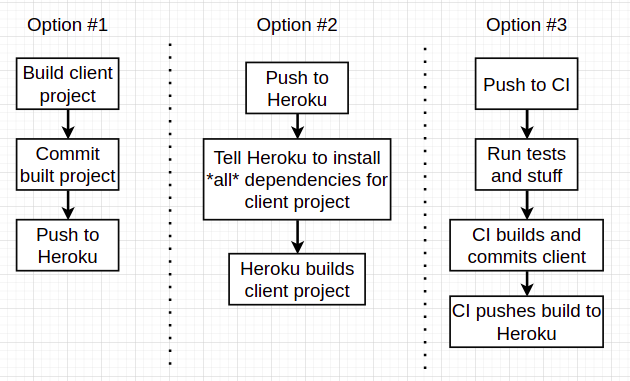 Option #1
Build client
project
Commit
built project
Push to
Heroku
Option #2
Push to
Heroku
Tell Heroku to install
*all* dependencies for
client project
Heroku builds
client project
Option #3
Push to CI
Run tests
and stuff
CI builds and
commits client
CI pushes build to
Heroku